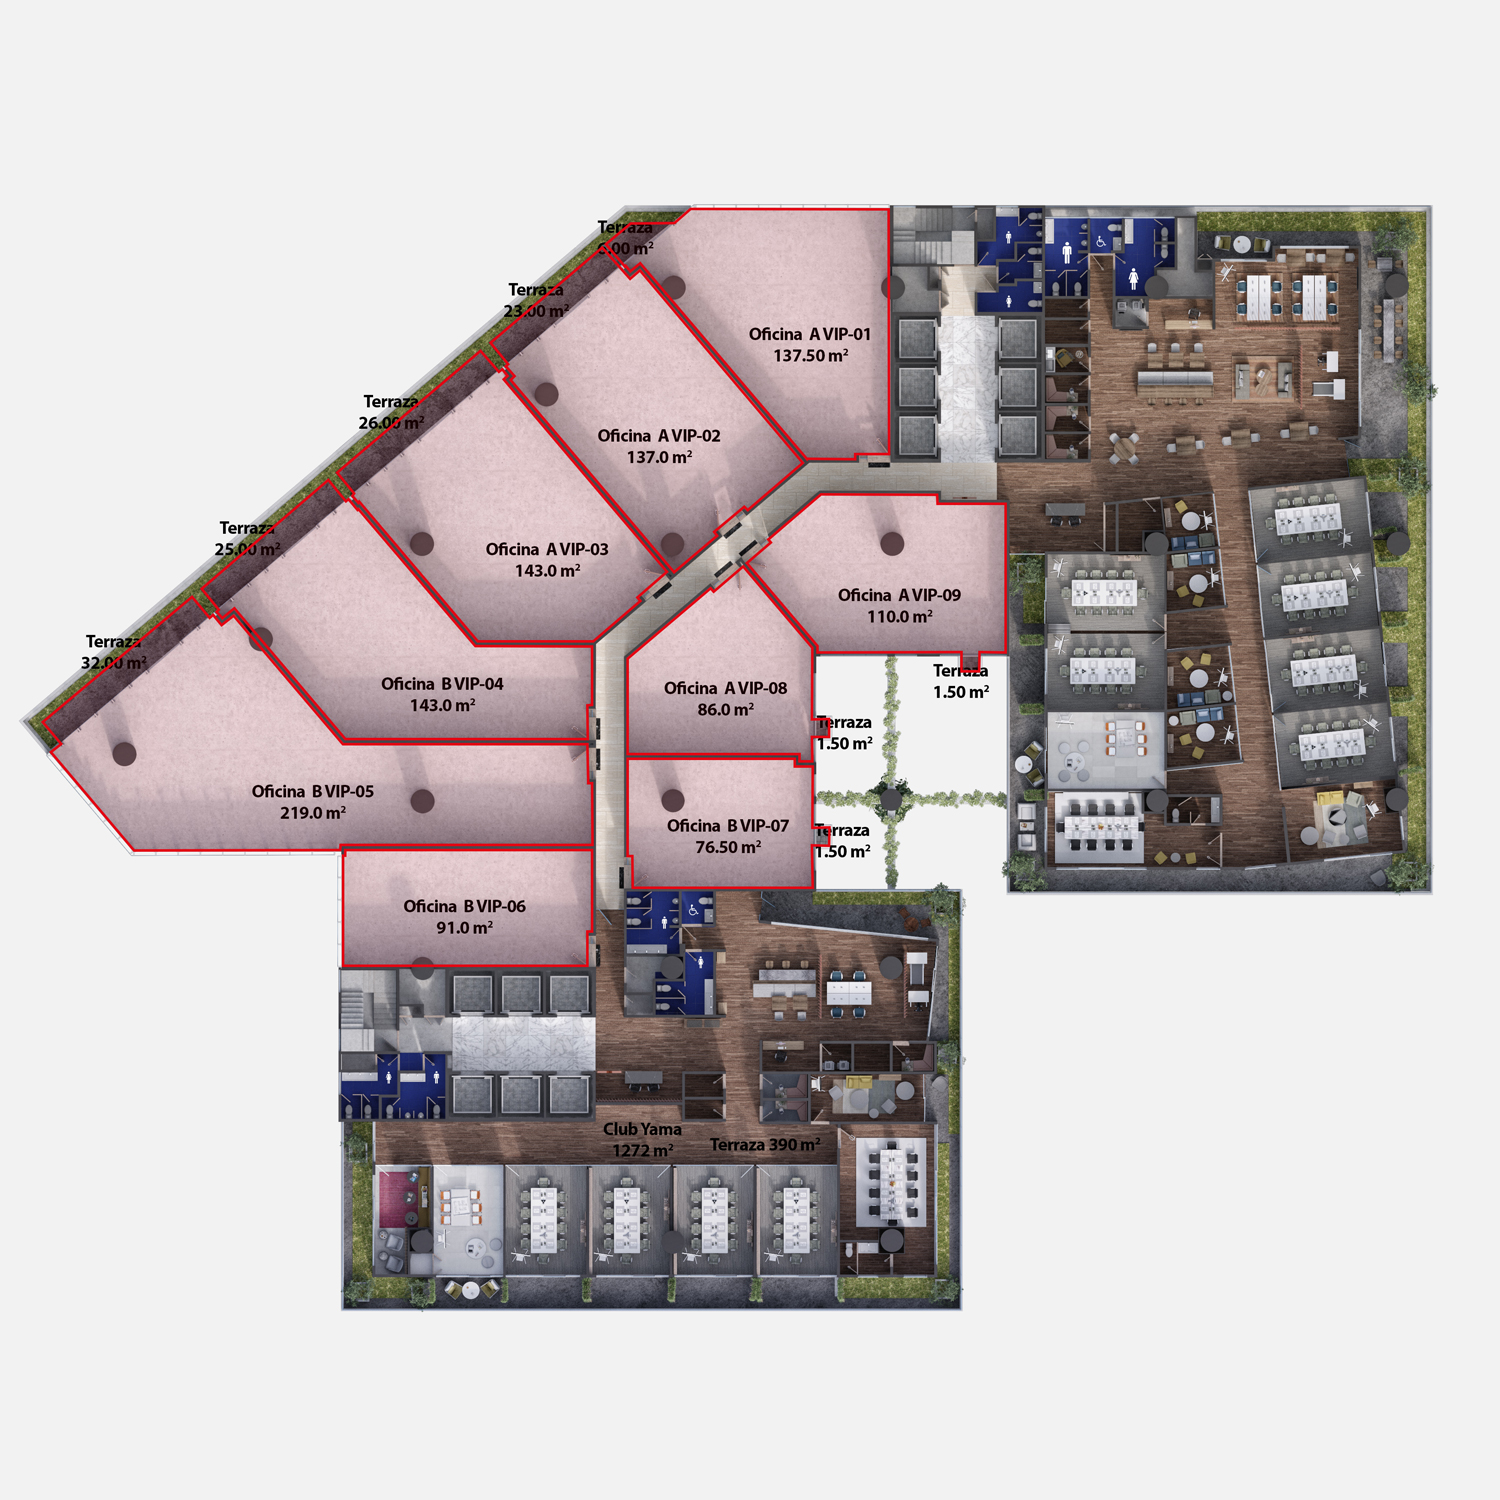 Terraza
6.00 m²
Terraza
23.00 m²
Oficina A VIP-01
137.50 m²
Terraza
26.00 m²
Oficina A VIP-02
137.0 m²
Terraza
25.00 m²
Oficina A VIP-03
143.0 m²
Oficina A VIP-09
110.0 m²
Terraza
32.00 m²
Terraza
1.50 m²
Oficina B VIP-04
143.0 m²
Oficina A VIP-08
86.0 m²
Terraza
1.50 m²
Oficina B VIP-05
219.0 m²
Oficina B VIP-07
76.50 m²
Terraza
1.50 m²
Oficina B VIP-06
91.0 m²
Club Yama
1272 m²
Terraza 390 m²